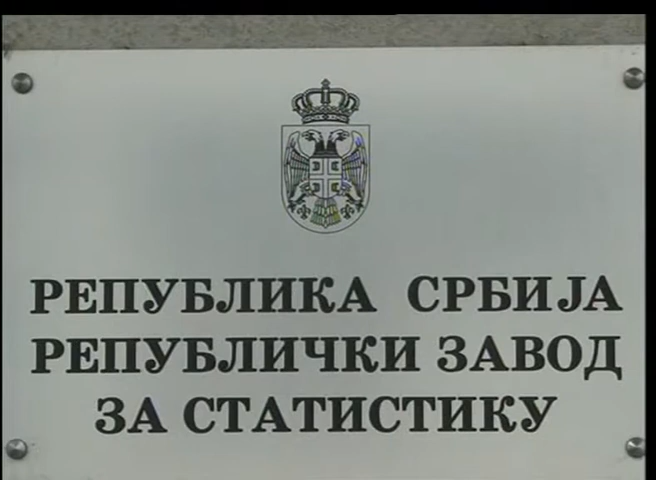 РЕПУБЛИКА СРБИЈА
РЕПУБЛИЧКИ ЗАВОД
ЗА СТАТИСТИКУ